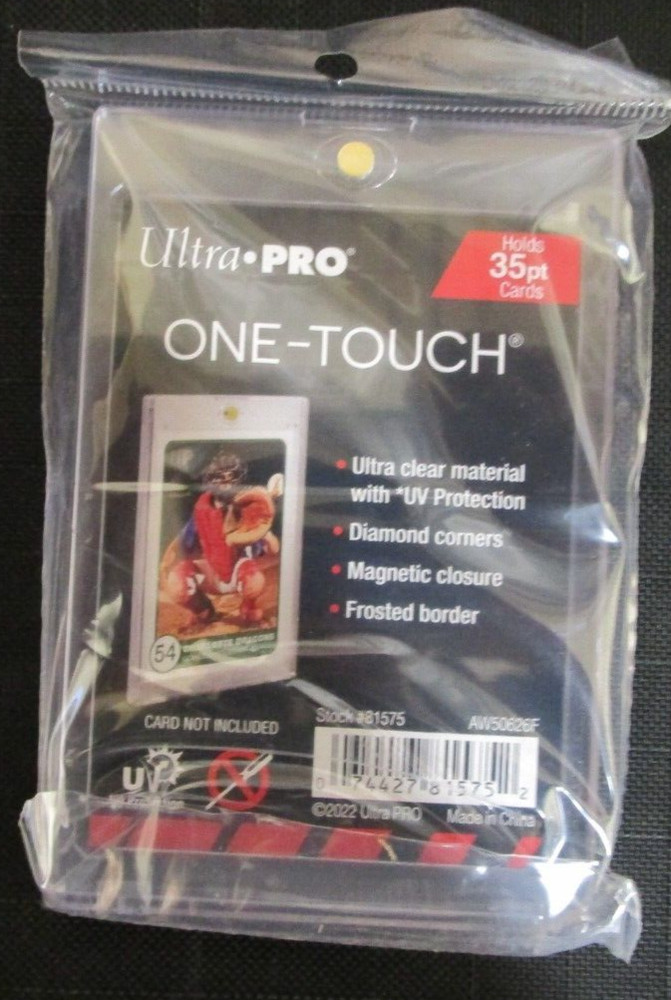 Ultra•PRO®
Holds
35pt
Cards
ONE-TOUCH®
• Ultra clear material
with *UV Protection
• Diamond corners
• Magnetic closure
• Frosted border
54
CARD NOT INCLUDED
Stock #81575
AW50626F
UV
0 74427 81575 2
©2022 Ultra PRO
Made in China